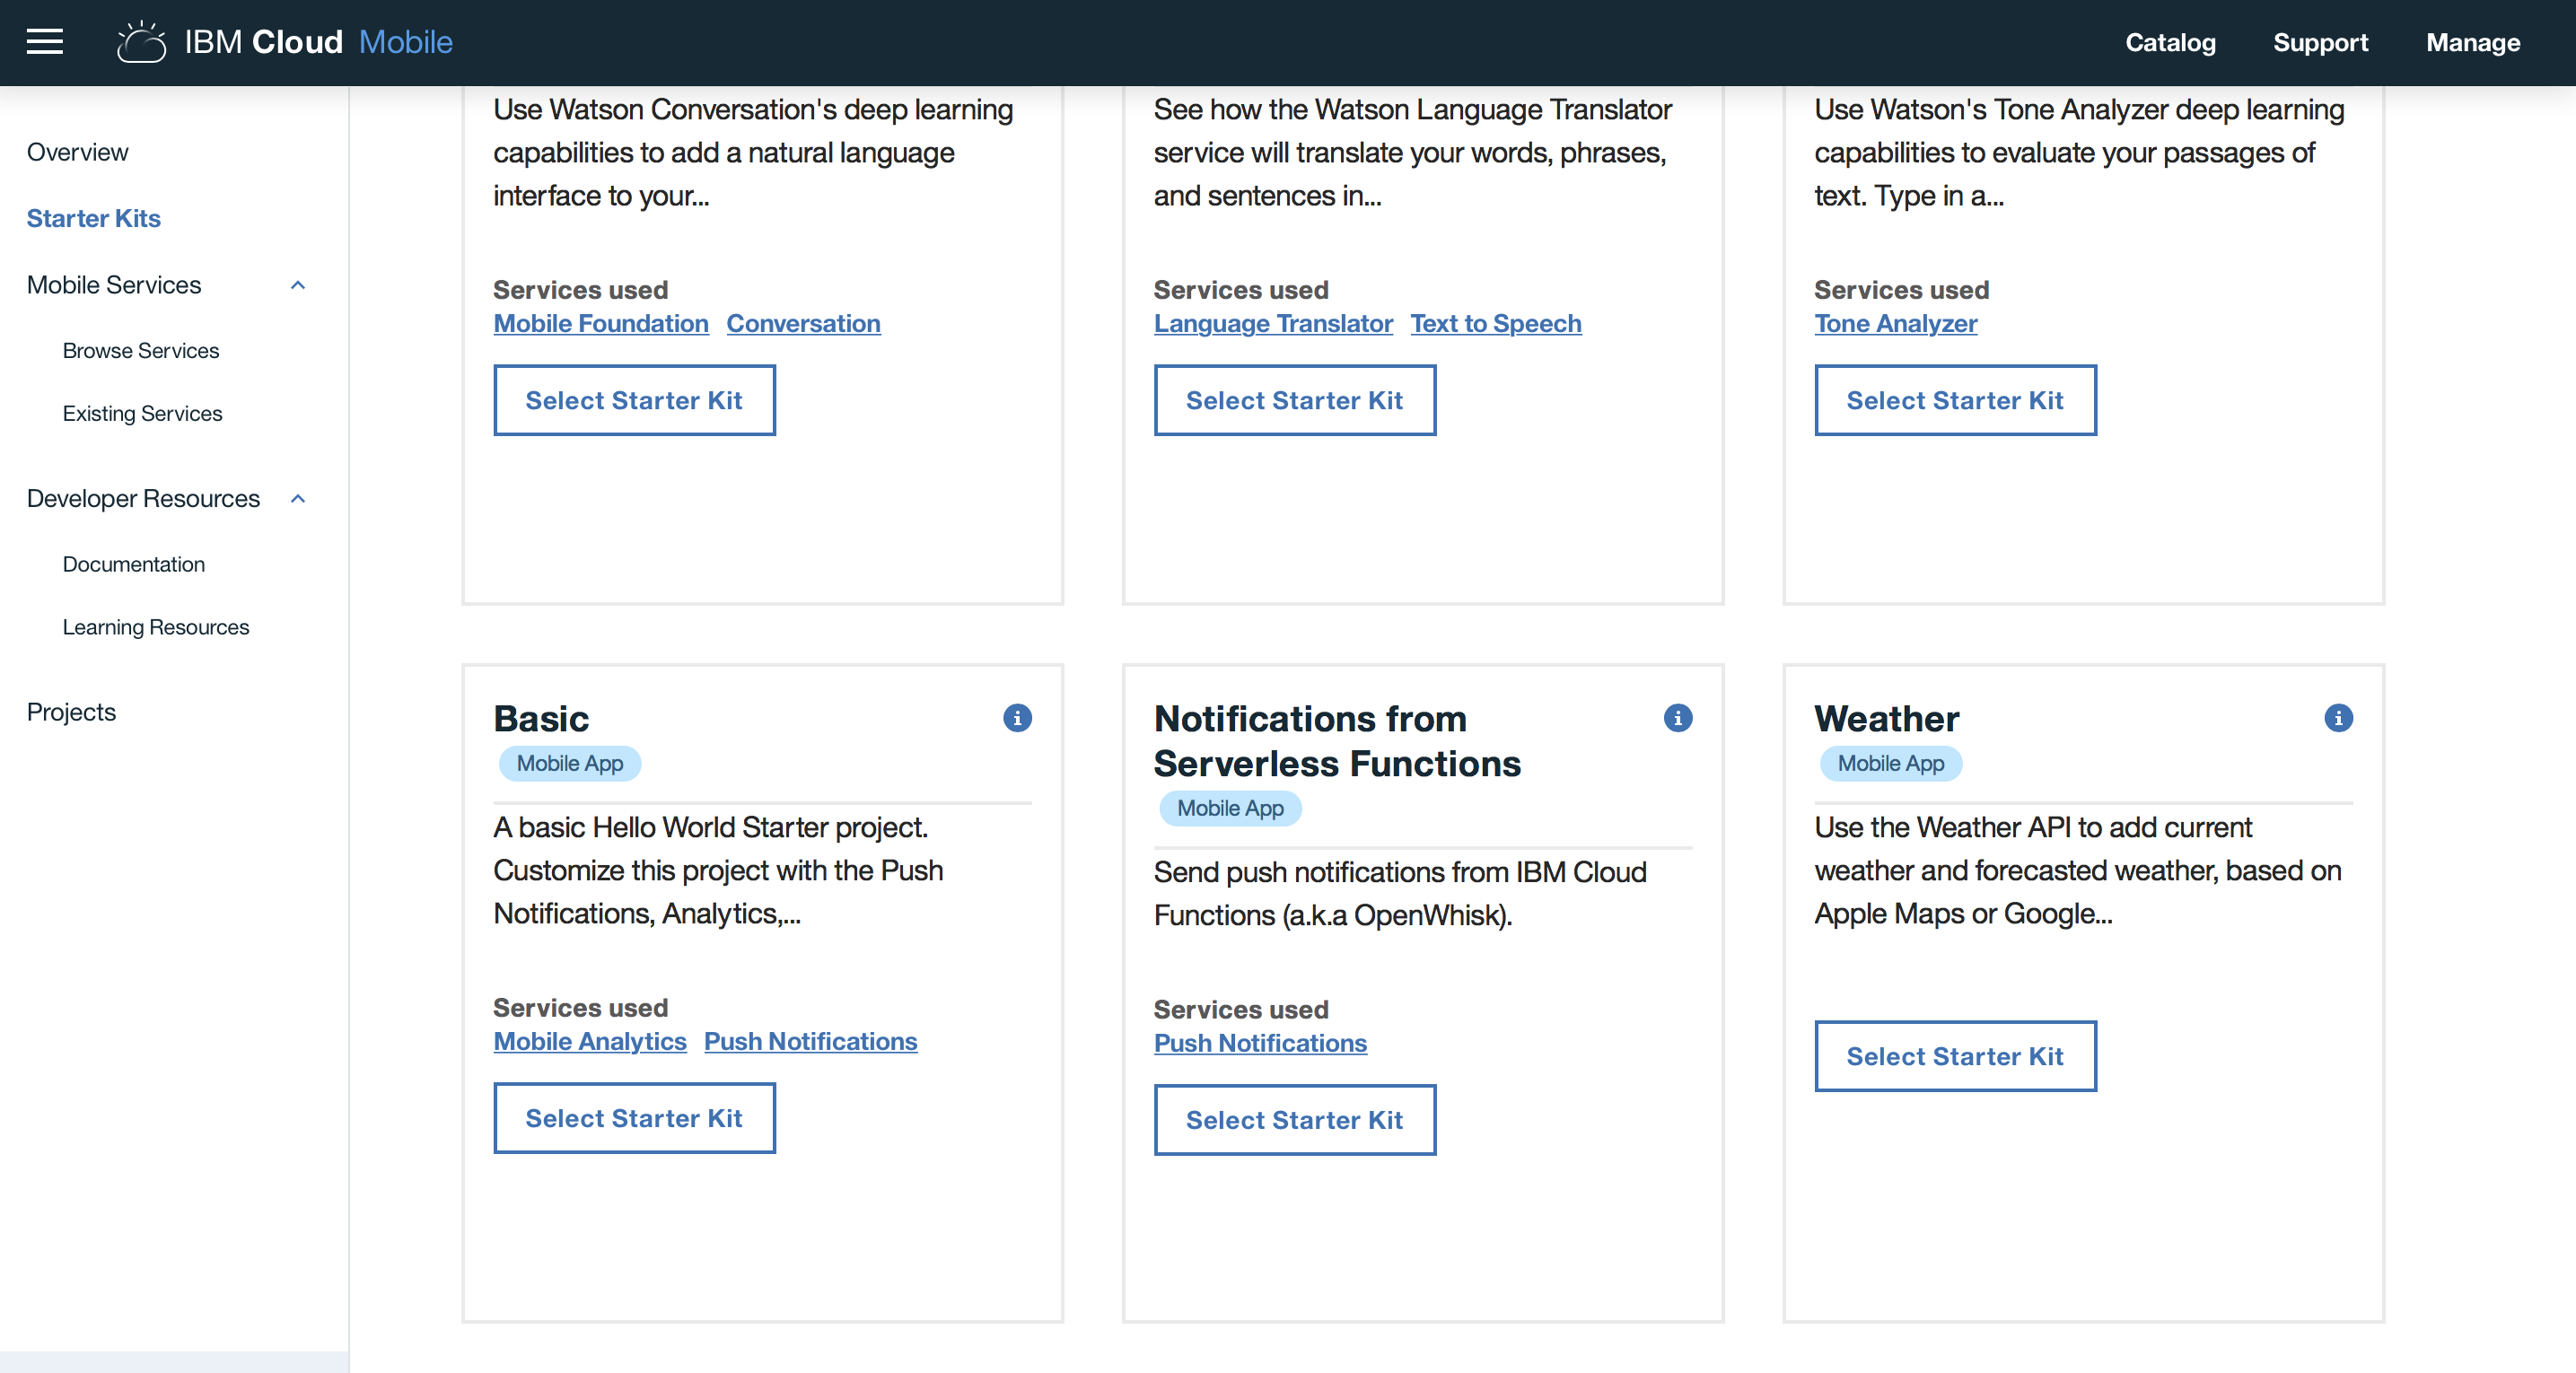 IBM Cloud Mobile
Catalog Support Manage
Overview
Starter Kits
Mobile Services
Browse Services
Existing Services
Developer Resources
Documentation
Learning Resources
Projects
Use Watson Conversation's deep learning
capabilities to add a natural language
interface to your...
Services used
Mobile Foundation Conversation
Select Starter Kit
See how the Watson Language Translator
service will translate your words, phrases,
and sentences in...
Services used
Language Translator Text to Speech
Select Starter Kit
Use Watson's Tone Analyzer deep learning
capabilities to evaluate your passages of
text. Type in a...
Services used
Tone Analyzer
Select Starter Kit
Basic
Mobile App
A basic Hello World Starter project.
Customize this project with the Push
Notifications, Analytics,...
Services used
Mobile Analytics Push Notifications
Select Starter Kit
Notifications from
Serverless Functions
Mobile App
Send push notifications from IBM Cloud
Functions (a.k.a OpenWhisk).
Services used
Push Notifications
Select Starter Kit
Weather
Mobile App
Use the Weather API to add current
weather and forecasted weather, based on
Apple Maps or Google...
Select Starter Kit